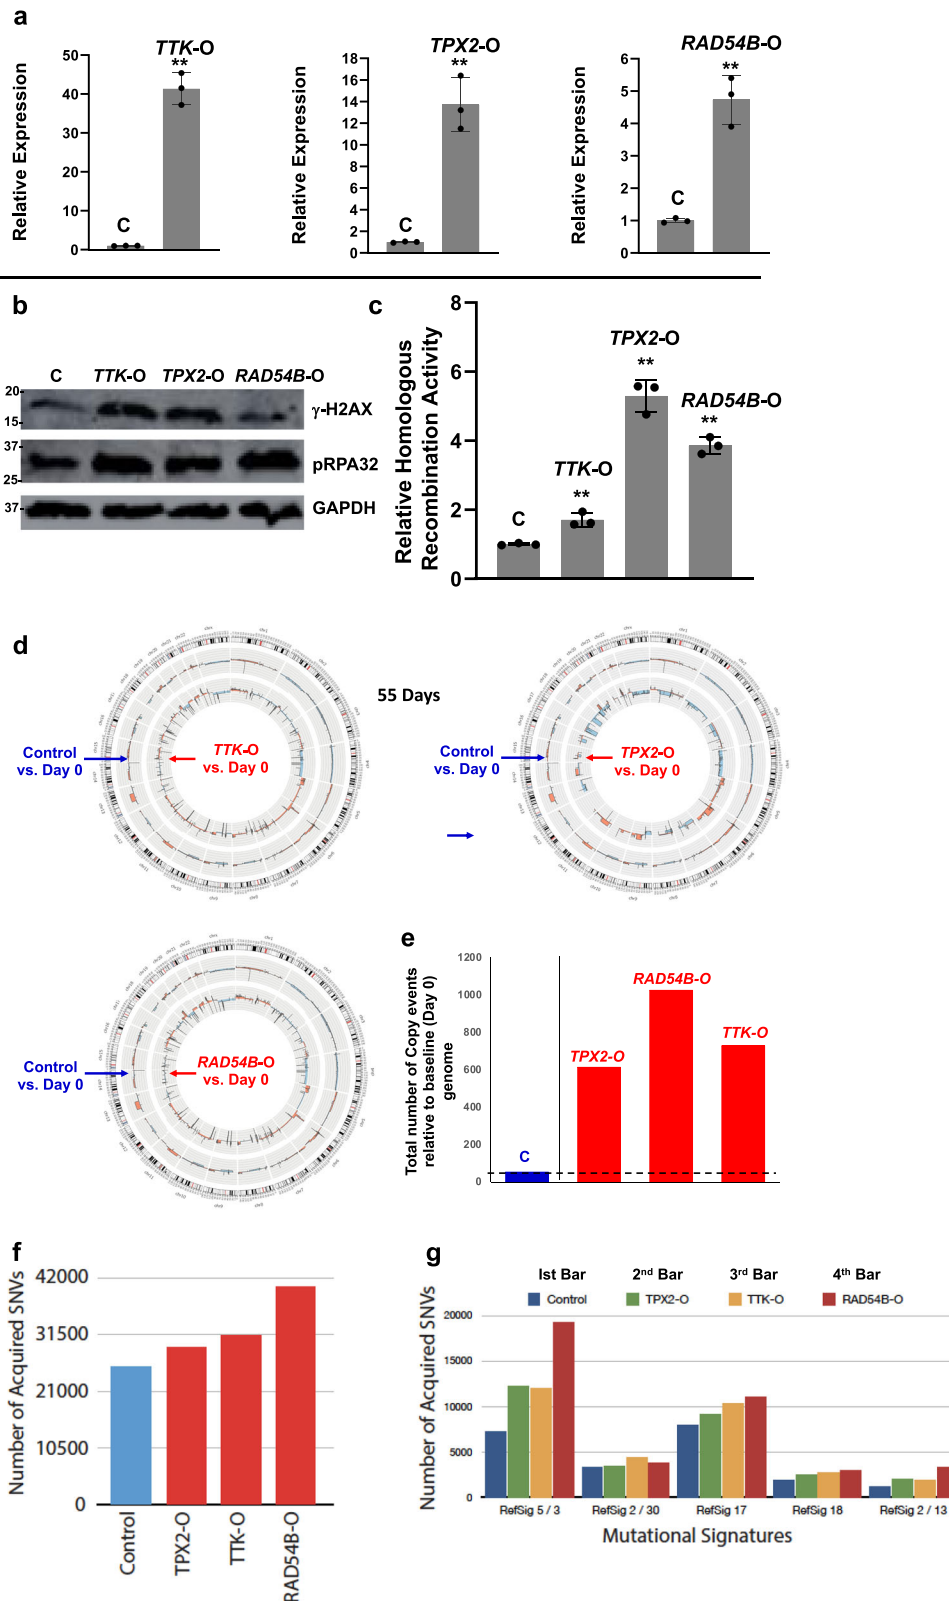 a
TTK-O
**
50
40
30
20
10
0
C
Relative Expression
TPX2-O
**
18
16
14
12
10
8
6
4
2
0
C
Relative Expression
RAD54B-O
**
6
5
4
3
2
1
0
C
Relative Expression
b
C TTK-O TPX2-O RAD54B-O
20
15
γ-H2AX
37
25
pRPA32
37
GAPDH
c
8
6
4
2
0
Relative Homologous
Recombination Activity
C
TTK-O
**
TPX2-O
**
RAD54B-O
**
d
55 Days
Control
vs. Day 0
TTK-O
vs. Day 0
Control
vs. Day 0
TPX2-O
vs. Day 0
Control
vs. Day 0
RAD54B-O
vs. Day 0
e
Total number of Copy events
relative to baseline (Day 0)
genome
1200
1000
800
600
400
200
0
C
TPX2-O
RAD54B-O
TTK-O
f
Number of Acquired SNVs
42000
31500
21000
10500
0
Control
TPX2-O
TTK-O
RAD54B-O
g
Ist Bar 2nd Bar 3rd Bar 4th Bar
Control TPX2-O TTK-O RAD54B-O
Number of Acquired SNVs
20000
15000
10000
5000
0
RefSig 5 / 3 RefSig 2 / 30 RefSig 17 RefSig 18 RefSig 2 / 13
Mutational Signatures